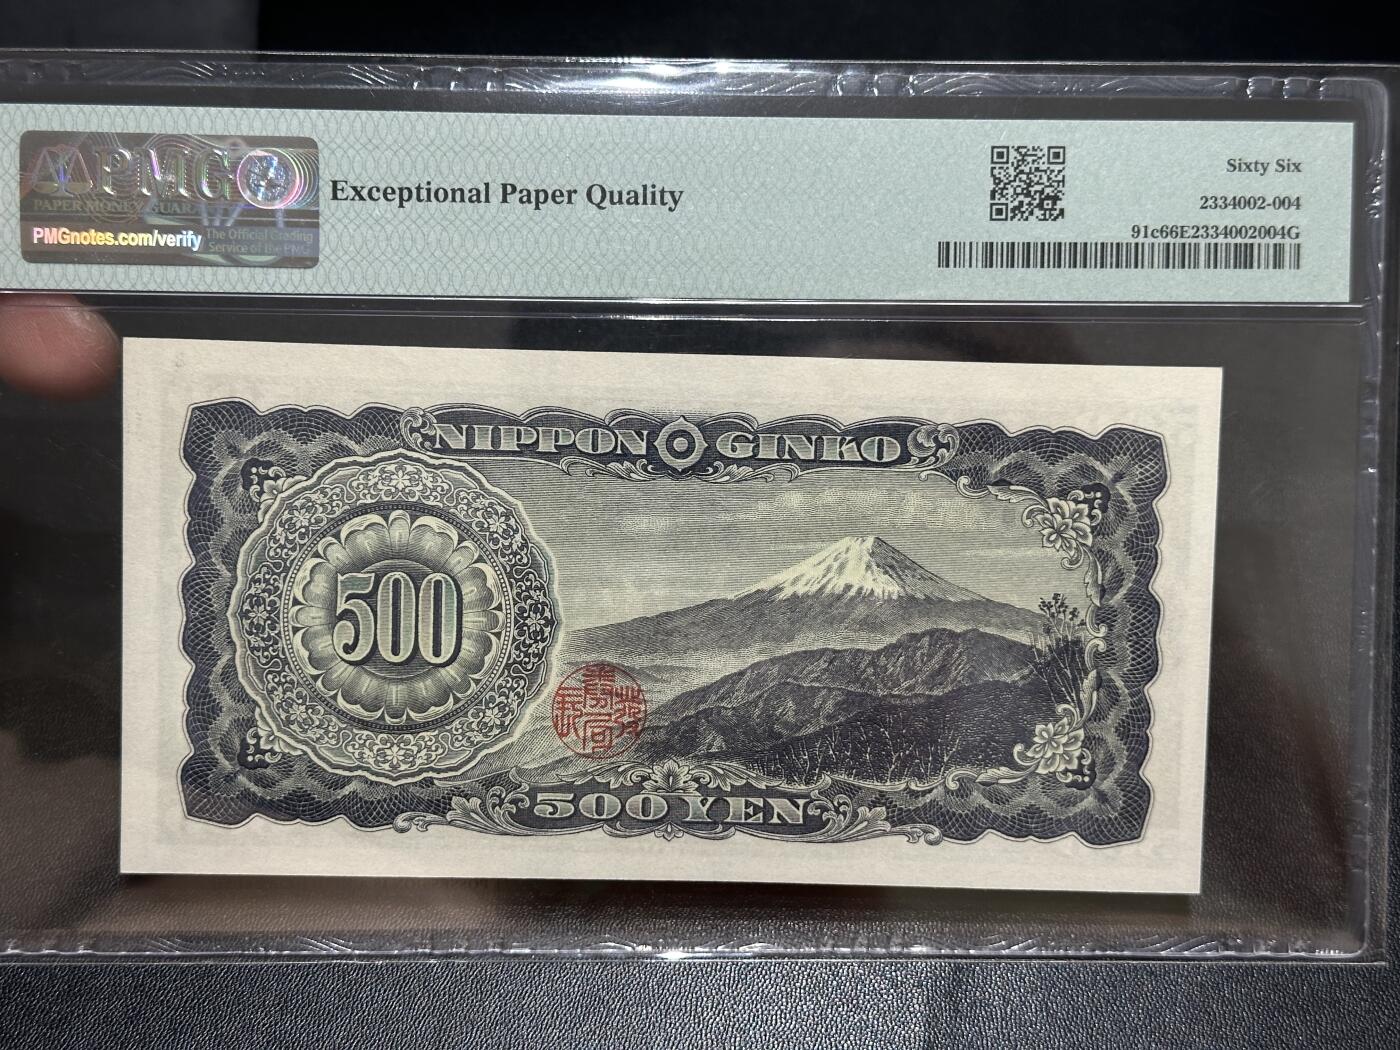 PMG
PAPER MONEY GUAR
PMGnotes.com/verify
The Official Grading
Service of the PMG
Exceptional Paper Quality
Sixty Six
2334002-004
91c66E2334002004G
NIPPON GINKO
500
500 YEN